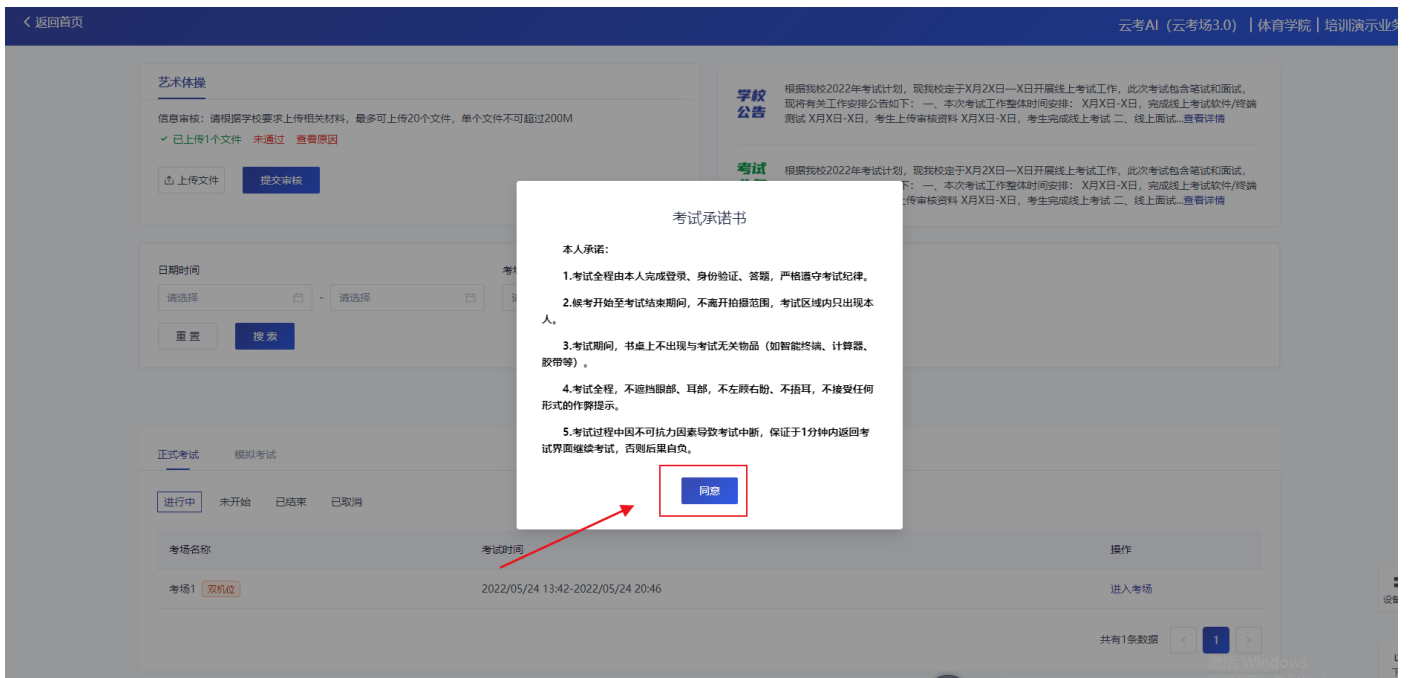 返回首页
云考AI（云考场3.0） | 体育学院 | 培训演示业务
艺术体操
信息审核：请根据学校要求上传相关材料，最多可上传20个文件，单个文件不可超过200M
已上传1个文件 未通过 查看原因
上传文件 提交审核
学校
公告
根据我校2022年考试计划，现我校定于X月2X日—X日开展线上考试工作，此次考试包含笔试和面试，
现将有关工作安排公告如下： 一、本次考试工作整体时间安排： X月X日-X日，完成线上考试软件/终端
测试 X月X日-X日，考生上传审核资料 X月X日-X日，考生完成线上考试 二、线上面试...查看详情
考试
根据我校2022年考试计划，现我校定于X月2X日—X日开展线上考试工作，此次考试包含笔试和面试，
下： 一、本次考试工作整体时间安排： X月X日-X日，完成线上考试软件/终端
上传审核资料 X月X日-X日，考生完成线上考试 二、线上面试...查看详情
日期时间
请选择 - 请选择
重置 搜索
考试承诺书
本人承诺：
1.考试全程由本人完成登录、身份验证、答题，严格遵守考试纪律。
2.候考开始至考试结束期间，不离开拍摄范围，考试区域内只出现本
人。
3.考试期间，书桌上不出现与考试无关物品（如智能终端、计算器、
胶带等）。
4.考试全程，不遮挡眼部、耳部，不左顾右盼、不捂耳，不接受任何
形式的作弊提示。
5.考试过程中因不可抗力因素导致考试中断，保证于1分钟内返回考
试界面继续考试，否则后果自负。
同意
正式考试 模拟考试
进行中 未开始 已结束 已取消
考场名称 考试时间 操作
考场1 双机位 2022/05/24 13:42-2022/05/24 20:46 进入考场
共有1条数据 < 1 >
激活 Windows